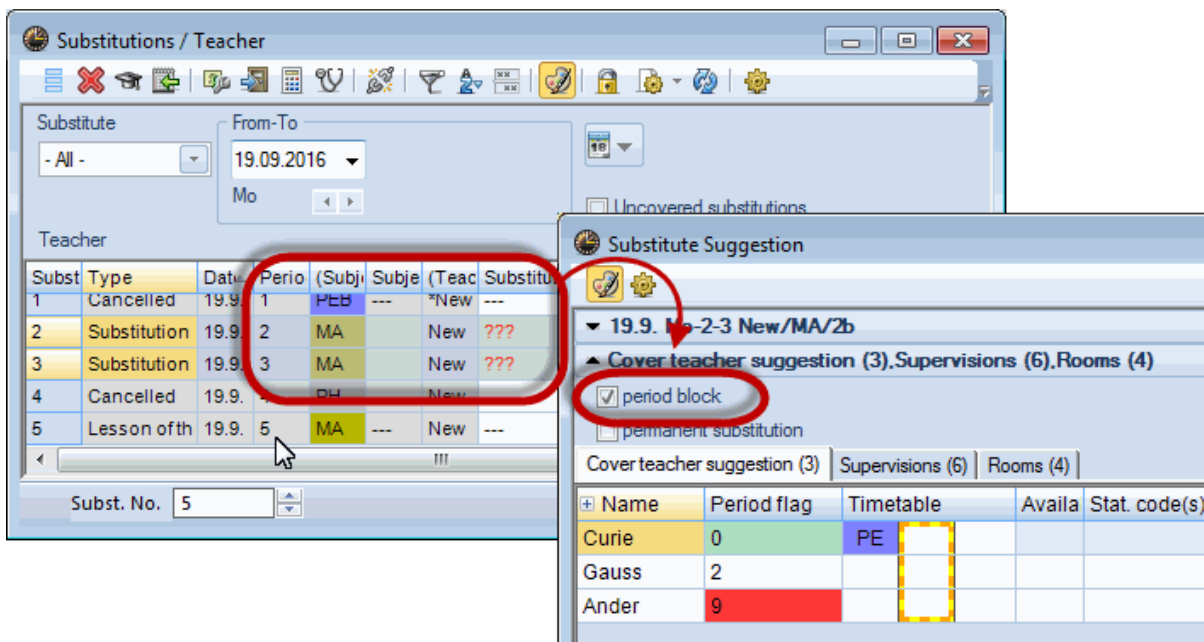 Substitutions / Teacher
Substitute
From-To
- All -
19.09.2016
18
Mo
Uncovered substitutions
Teacher
Subst Type Date Perio (Subje Subje (Teac Substitu
1 Cancelled 19.9. 1 PEB --- *New ---
2 Substitution 19.9. 2 MA New ???
3 Substitution 19.9. 3 MA New ???
4 Cancelled 19.9. PH New
5 Lesson of th 19.9. 5 MA --- New ---
Subst. No. 5
Substitute Suggestion
19.9. Mo-2-3 New/MA/2b
Cover teacher suggestion (3),Supervisions (6),Rooms (4)
period block
permanent substitution
Cover teacher suggestion (3) Supervisions (6) Rooms (4)
Name Period flag Timetable Availa Stat. code(s)
Curie 0 PE
Gauss 2
Ander 9